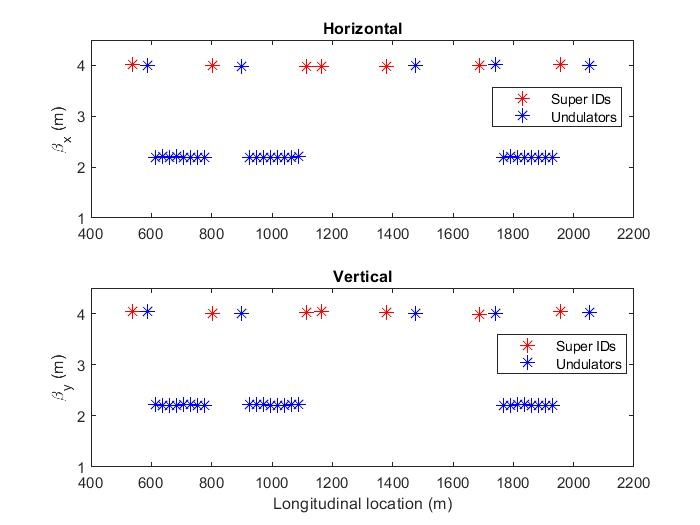 Horizontal
4
3
2
1
βx (m)
Super IDs
Undulators
400 600 800 1000 1200 1400 1600 1800 2000 2200
Vertical
4
3
2
1
βy (m)
Super IDs
Undulators
400 600 800 1000 1200 1400 1600 1800 2000 2200
Longitudinal location (m)